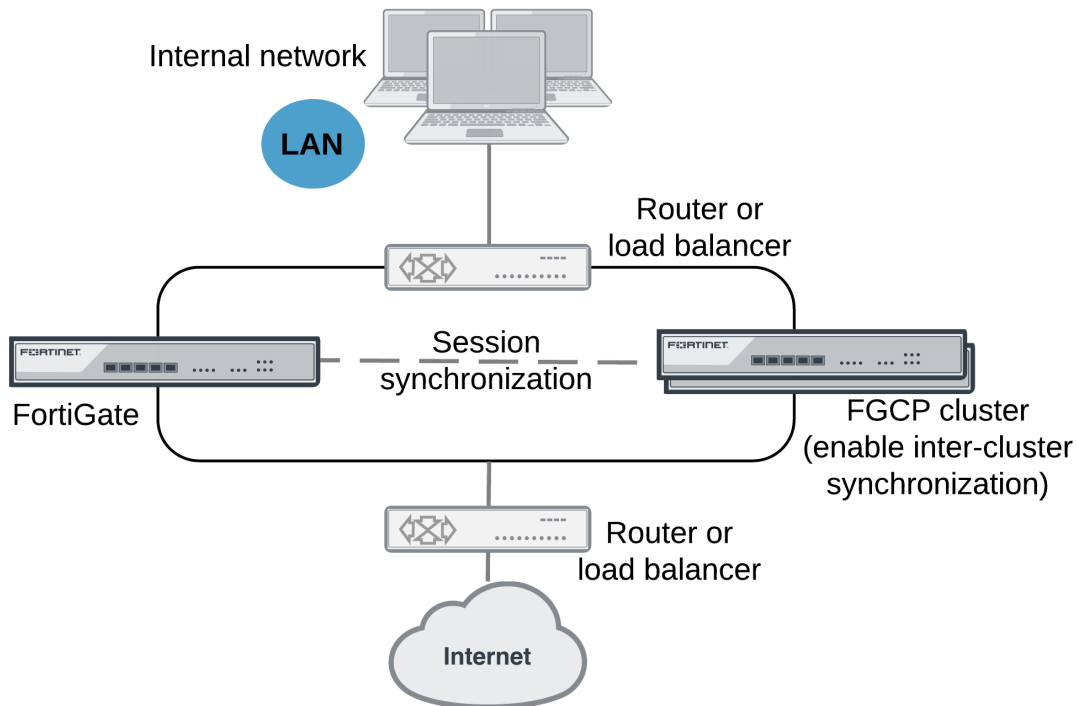 Internal network
LAN
Router or
load balancer
FORTINET
Session
synchronization
FORTINET
FortiGate
FGCP cluster
(enable inter-cluster
synchronization)
Router or
load balancer
Internet